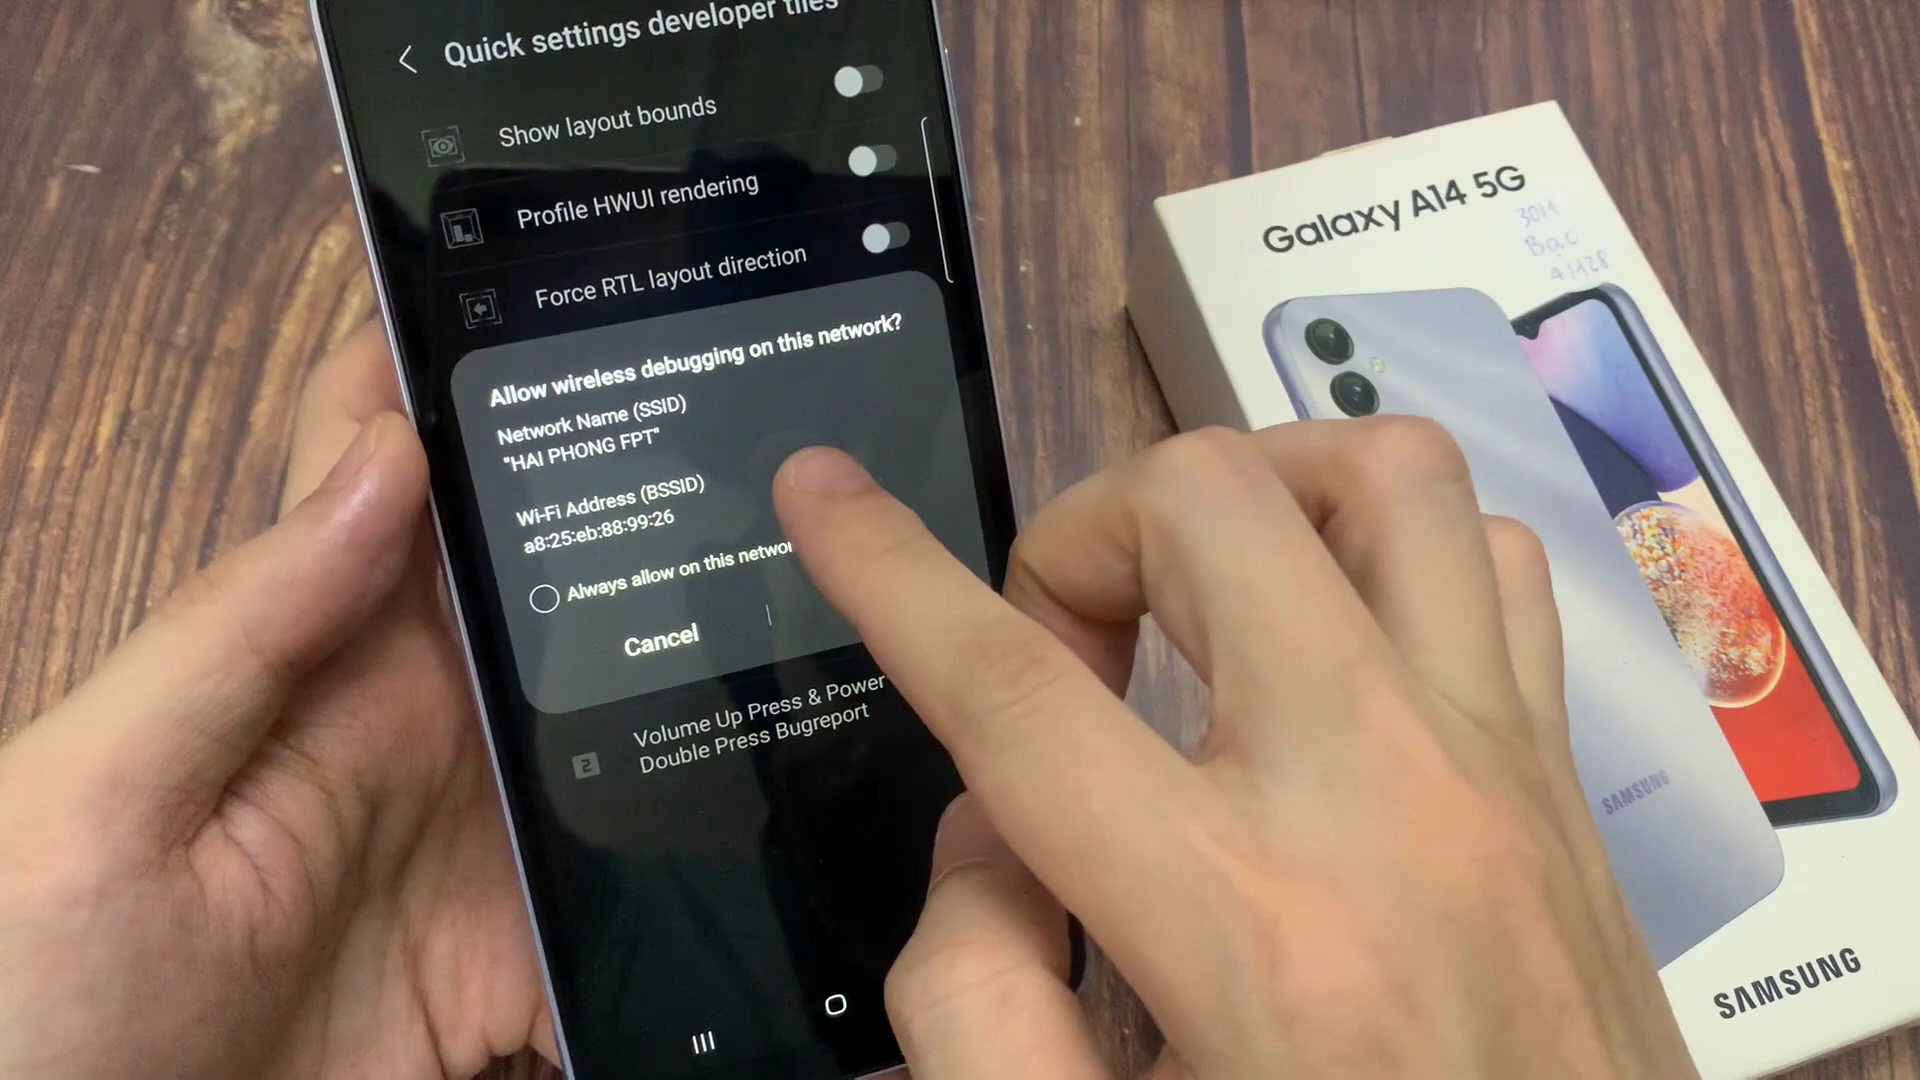 Quick settings developer tiles
Show layout bounds
Profile HWUI rendering
Force RTL layout direction
Allow wireless debugging on this network?
Network Name (SSID)
"HAI PHONG FPT"
Wi-Fi Address (BSSID)
a8:25:eb:88:99:26
Always allow on this networ
Cancel
Volume Up Press & Power
Double Press Bugreport
2
Galaxy A14 5G
Bac
SAMSUNG
SAMSUNG